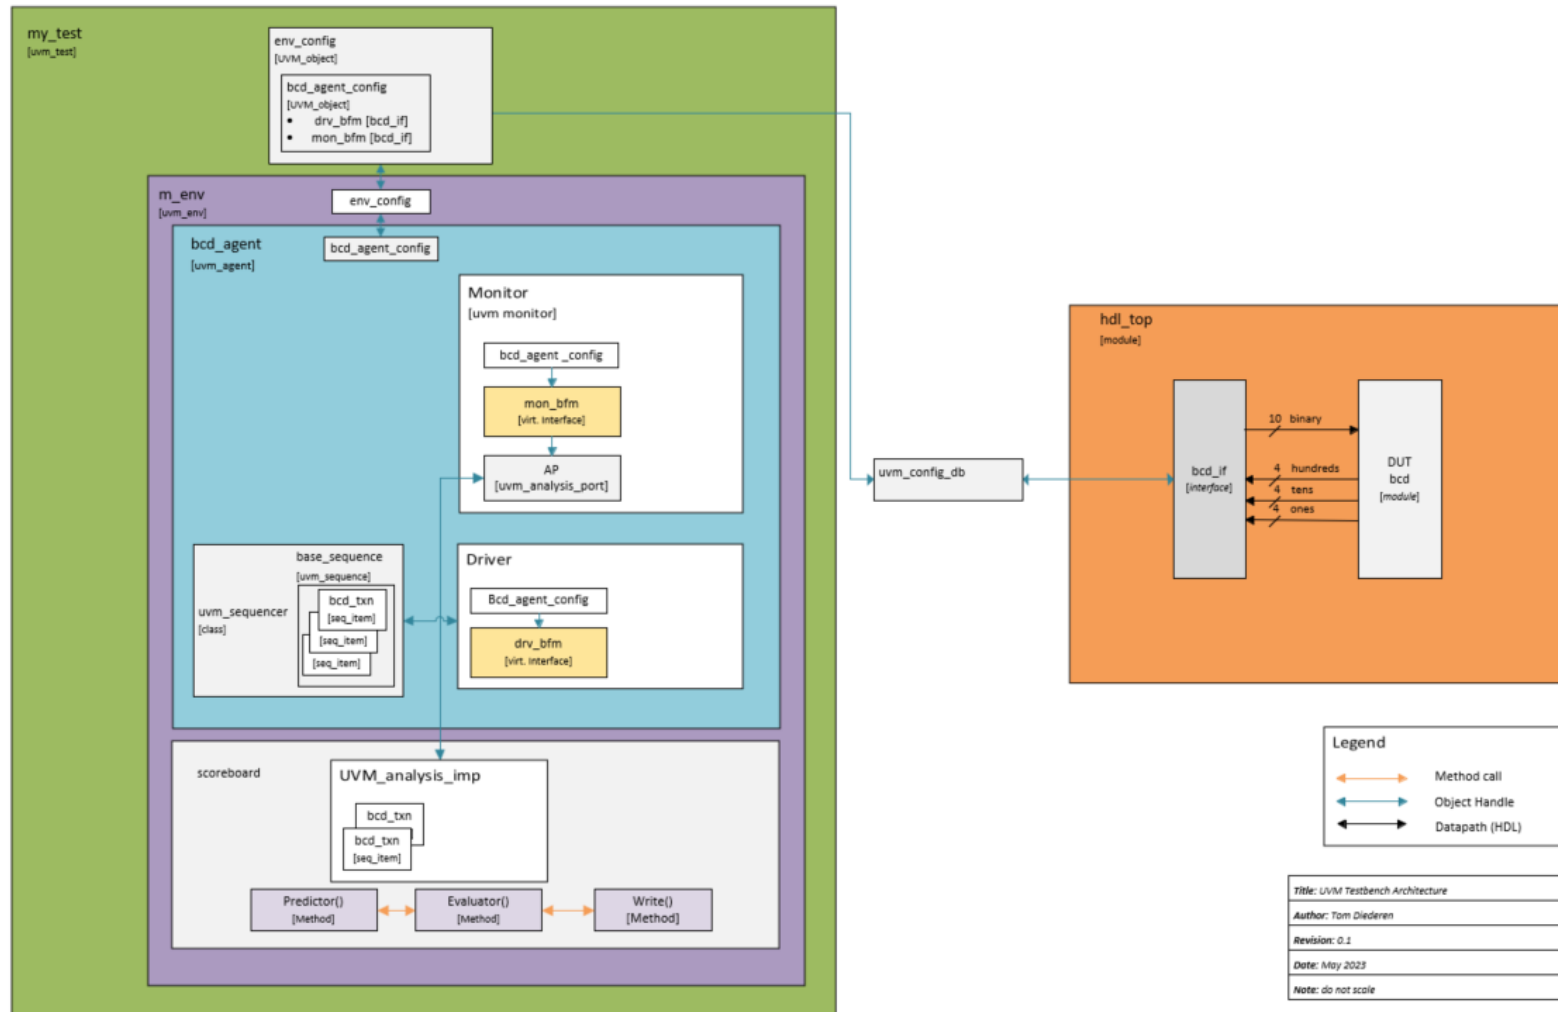 my_test
[uvm_test]
env_config
[UVM_object]
bcd_agent_config
[UVM_object]
• drv_bfm [bcd_if]
• mon_bfm [bcd_if]
m_env
[uvm_env]
env_config
bcd_agent
[uvm_agent]
bcd_agent_config
Monitor
[uvm monitor]
bcd_agent _config
mon_bfm
[virt. interface]
AP
[uvm_analysis_port]
base_sequence
[uvm_sequence]
uvm_sequencer
[class]
bcd_txn
[seq_item]
[seq_item]
[seq_item]
Driver
Bcd_agent_config
drv_bfm
[virt. interface]
scoreboard
UVM_analysis_imp
bcd_txn
bcd_txn
[seq_item]
Predictor()
[Method]
Evaluator()
[Method]
Write()
[Method]
uvm_config_db
hdl_top
[module]
bcd_if
[interface]
10 binary
4 hundreds
4 tens
4 ones
DUT
bcd
[module]
Legend
Method call
Object Handle
Datapath (HDL)
Title: UVM Testbench Architecture
Author: Tom Diederen
Revision: 0.1
Date: May 2023
Note: do not scale